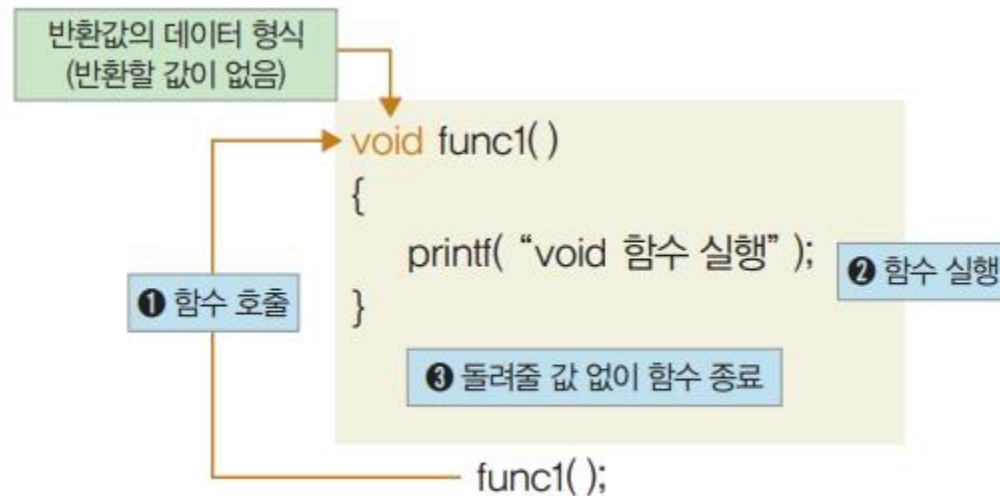 반환값의 데이터 형식
(반환할 값이 없음)
void func1( )
{
printf( “void 함수 실행” );
❷ 함수 실행
❶ 함수 호출
}
❸ 돌려줄 값 없이 함수 종료
func1( );